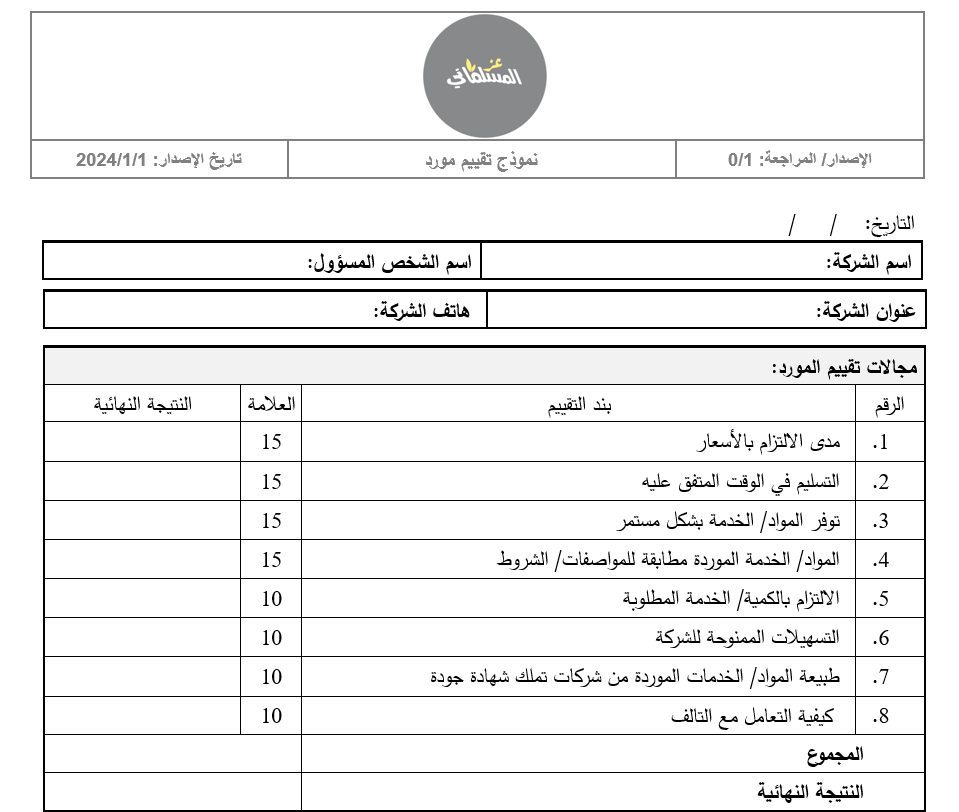 عز
المسلماني
الإصدار/ المراجعة: 0/1
نموذج تقييم مورد
تاريخ الإصدار: 2024/1/1
التاريخ: / /
اسم الشركة:
اسم الشخص المسؤول:
عنوان الشركة:
هاتف الشركة:
مجالات تقييم المورد:
الرقم بند التقييم العلامة النتيجة النهائية
1. مدى الالتزام بالأسعار 15
2. التسليم في الوقت المتفق عليه 15
3. توفر المواد/ الخدمة بشكل مستمر 15
4. المواد/ الخدمة الموردة مطابقة للمواصفات/ الشروط 15
5. الالتزام بالكمية/ الخدمة المطلوبة 10
6. التسهيلات الممنوحة للشركة 10
7. طبيعة المواد/ الخدمات الموردة من شركات تملك شهادة جودة 10
8. كيفية التعامل مع التالف 10
المجموع
النتيجة النهائية